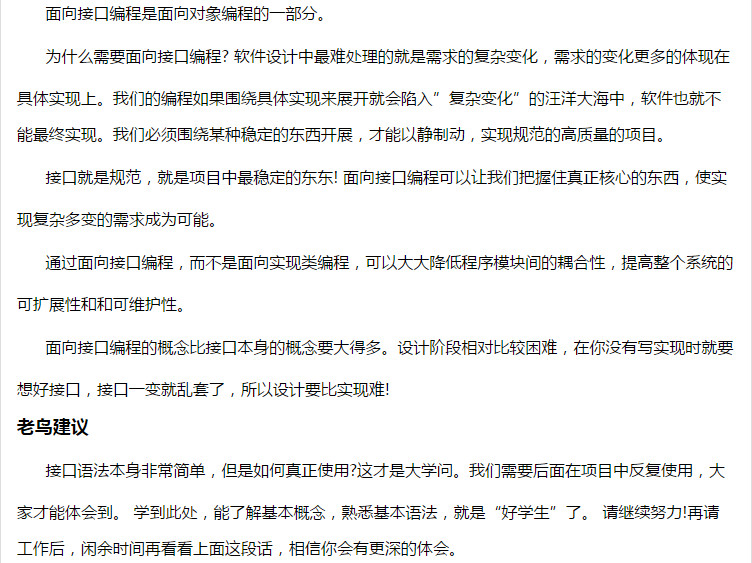 面向接口编程是面向对象编程的一部分。
为什么需要面向接口编程? 软件设计中最难处理的就是需求的复杂变化，需求的变化更多的体现在
具体实现上。我们的编程如果围绕具体实现来展开就会陷入”复杂变化”的汪洋大海中，软件也就不
能最终实现。我们必须围绕某种稳定的东西开展，才能以静制动，实现规范的高质量的项目。
接口就是规范，就是项目中最稳定的东东! 面向接口编程可以让我们把握住真正核心的东西，使实
现复杂多变的需求成为可能。
通过面向接口编程，而不是面向实现类编程，可以大大降低程序模块间的耦合性，提高整个系统的
可扩展性和和可维护性。
面向接口编程的概念比接口本身的概念要大得多。设计阶段相对比较困难，在你没有写实现时就要
想好接口，接口一变就乱套了，所以设计要比实现难!
老鸟建议
接口语法本身非常简单，但是如何真正使用?这才是大学问。我们需要后面在项目中反复使用，大
家才能体会到。 学到此处，能了解基本概念，熟悉基本语法，就是“好学生”了。 请继续努力!再请
工作后，闲余时间再看看上面这段话，相信你会有更深的体会。